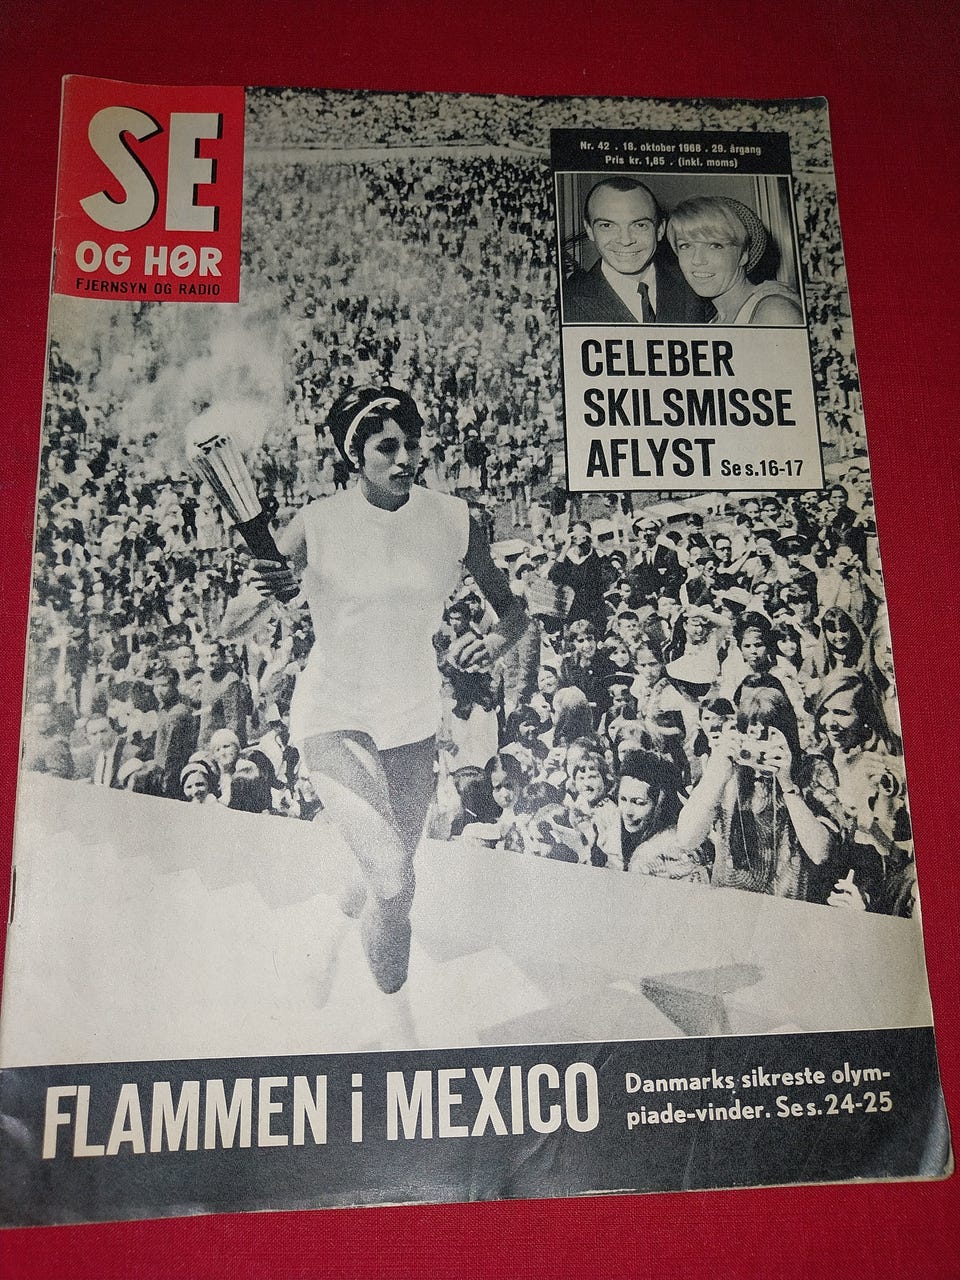 SE
OG HØR
FJERNSYN OG RADIO
Nr. 42 . 18. oktober 1968 . 29. årgang
Pris kr. 1,85 . (inkl. moms)
CELEBER
SKILSMISSE
AFLYST Se s. 16-17
FLAMMEN i MEXICO
Danmarks sikreste olym-
piade-vinder. Se s. 24-25